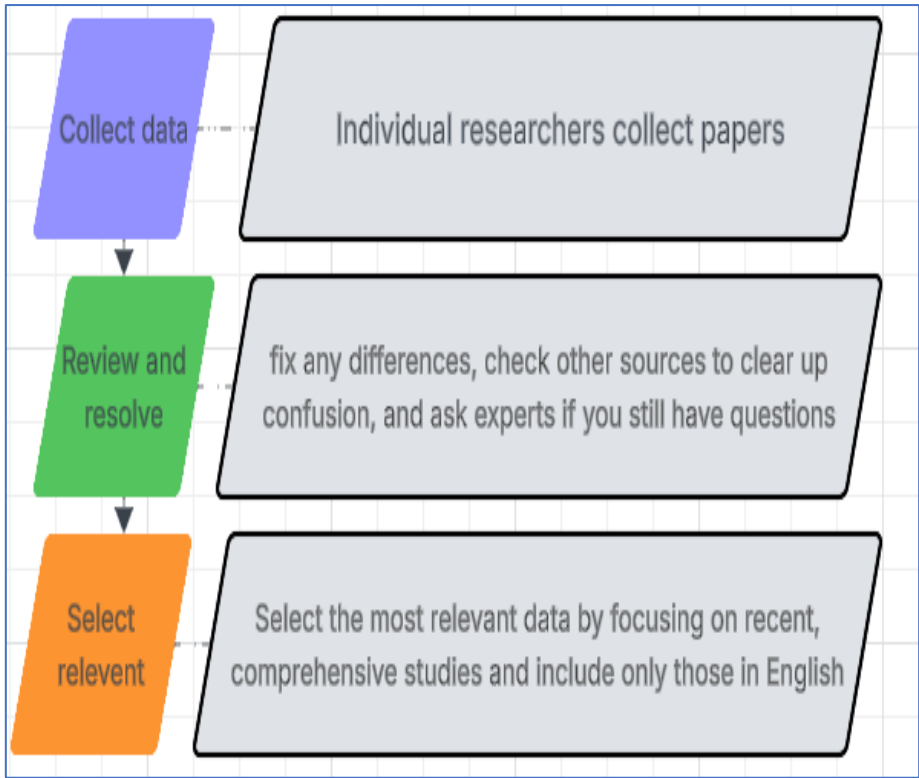 Collect data
Individual researchers collect papers
Review and
resolve
fix any differences, check other sources to clear up
confusion, and ask experts if you still have questions
Select
relevent
Select the most relevant data by focusing on recent,
comprehensive studies and include only those in English